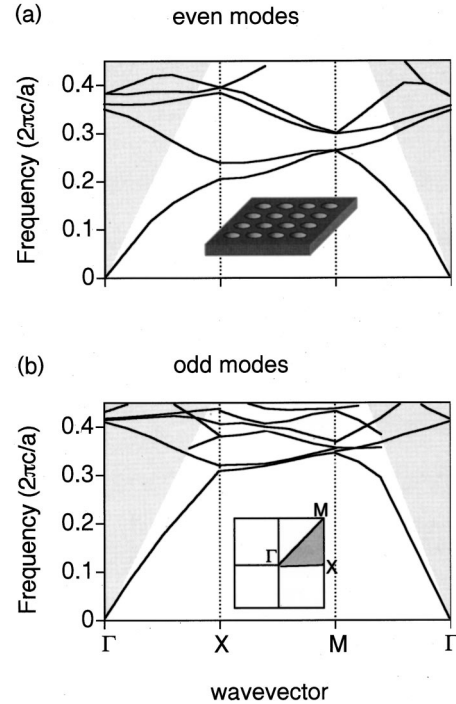 (a)
even modes
Frequency (2πc/a)
0.4
0.3
0.2
0.1
0
(b)
odd modes
Frequency (2πc/a)
0.4
0.3
0.2
0.1
0
M
Γ
X
Γ
X
M
Γ
wavevector